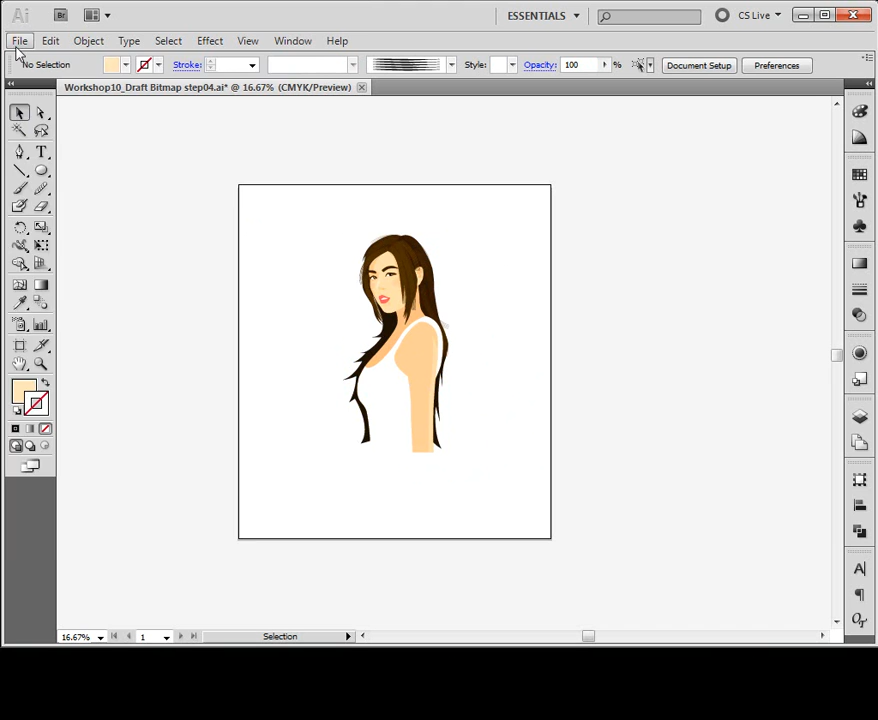 Ai Br ESSENTIALS CS Live
File Edit Object Type Select Effect View Window Help
No Selection Stroke: Style: Opacity: 100 % Document Setup Preferences
Workshop10_Draft Bitmap step04.ai* @ 16.67% (CMYK/Preview)
T
A
16.67% 1 Selection